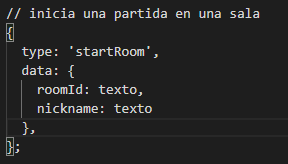 // inicia una partida en una sala
{
  type: 'startRoom',
  data: {
    roomId: texto,
    nickname: texto
  },
};